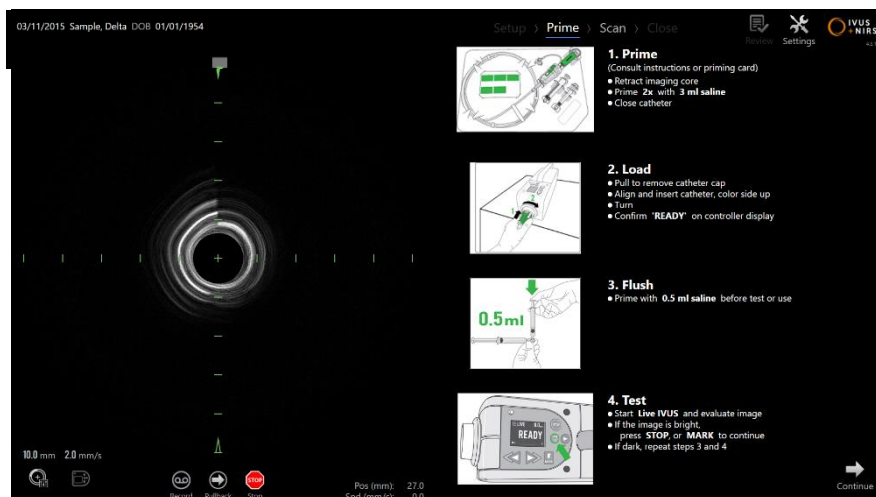 03/11/2015 Sample, Delta DOB 01/01/1954
Setup > Prime > Scan > Close
Review
Settings
IVUS
+NIRS
1. Prime
(Consult instructions or priming card)
• Retract imaging core
• Prime 2x with 3 ml saline
• Close catheter
2. Load
• Pull to remove catheter cap
• Align and insert catheter, color side up
• Turn
• Confirm 'READY' on controller display
3. Flush
• Prime with 0.5 ml saline before test or use
0.5ml
4. Test
• Start Live IVUS and evaluate image
• If the image is bright,
press STOP, or MARK to continue
• If dark, repeat steps 3 and 4
READY
10.0 mm 2.0 mm/s
Record
Pullback
STOP
Stop
Pos (mm): 27.0
Spd (mm/s): 0.0
Continue